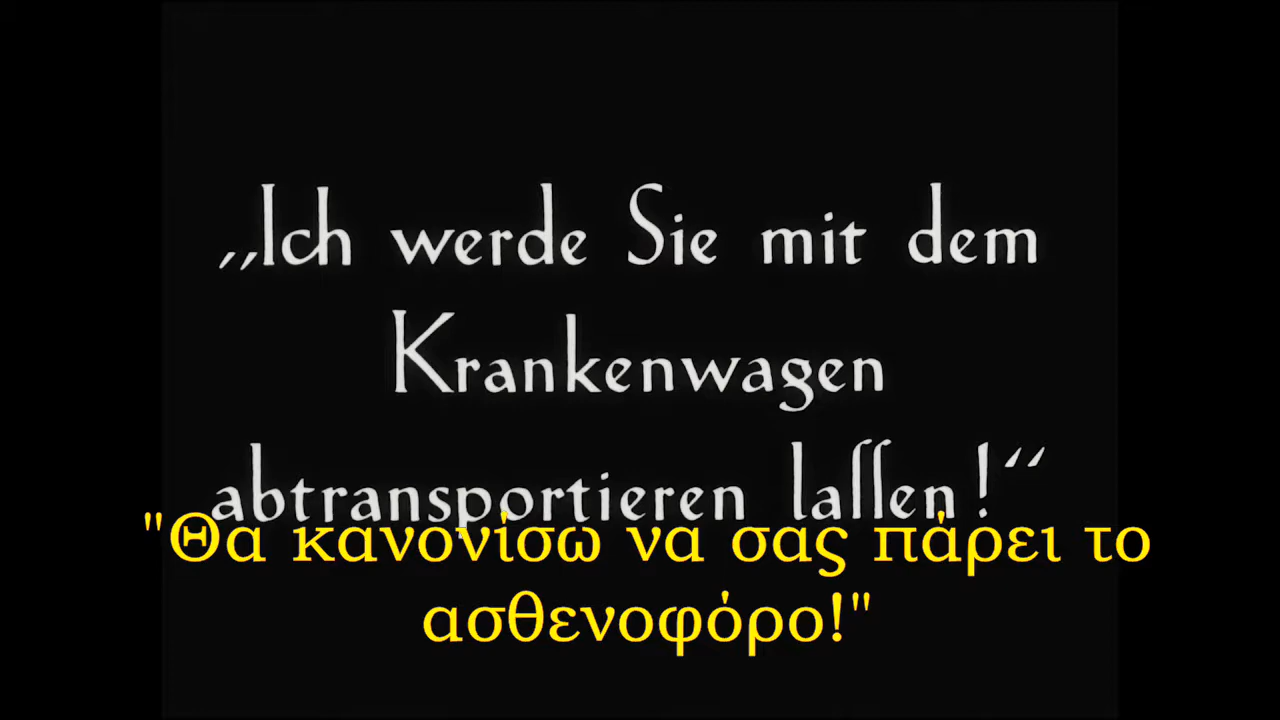 „Ich werde Sie mit dem
Krankenwagen
abtransportieren laſſen!“
"Θα κανονίσω να σας πάρει το
ασθενοφόρο!"